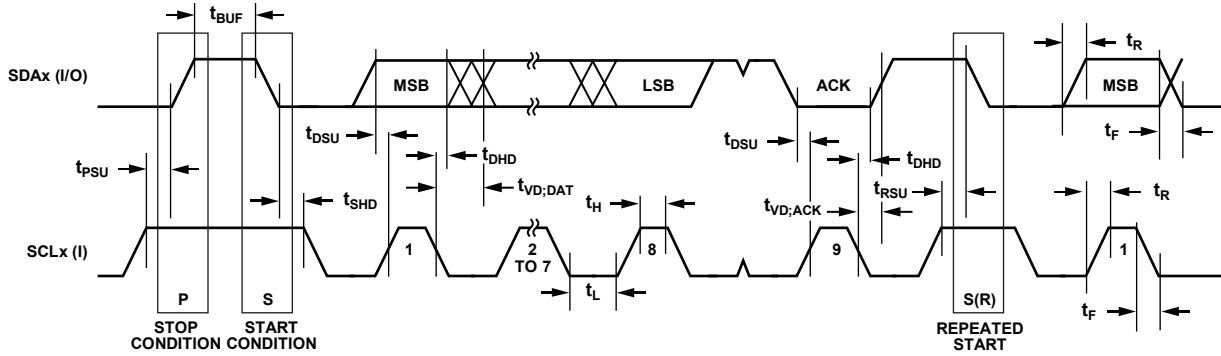 tBUF
SDAx (I/O)
MSB
LSB
ACK
tR
MSB
tF
tDSU
tDHD
tVD;DAT
tPSU
tSHD
tH
tDSU
tDHD
tVD;ACK
tRSU
tR
SCLx (I)
1
2
TO 7
8
9
1
tL
tF
P
S
S(R)
STOP
CONDITION
START
CONDITION
REPEATED
START